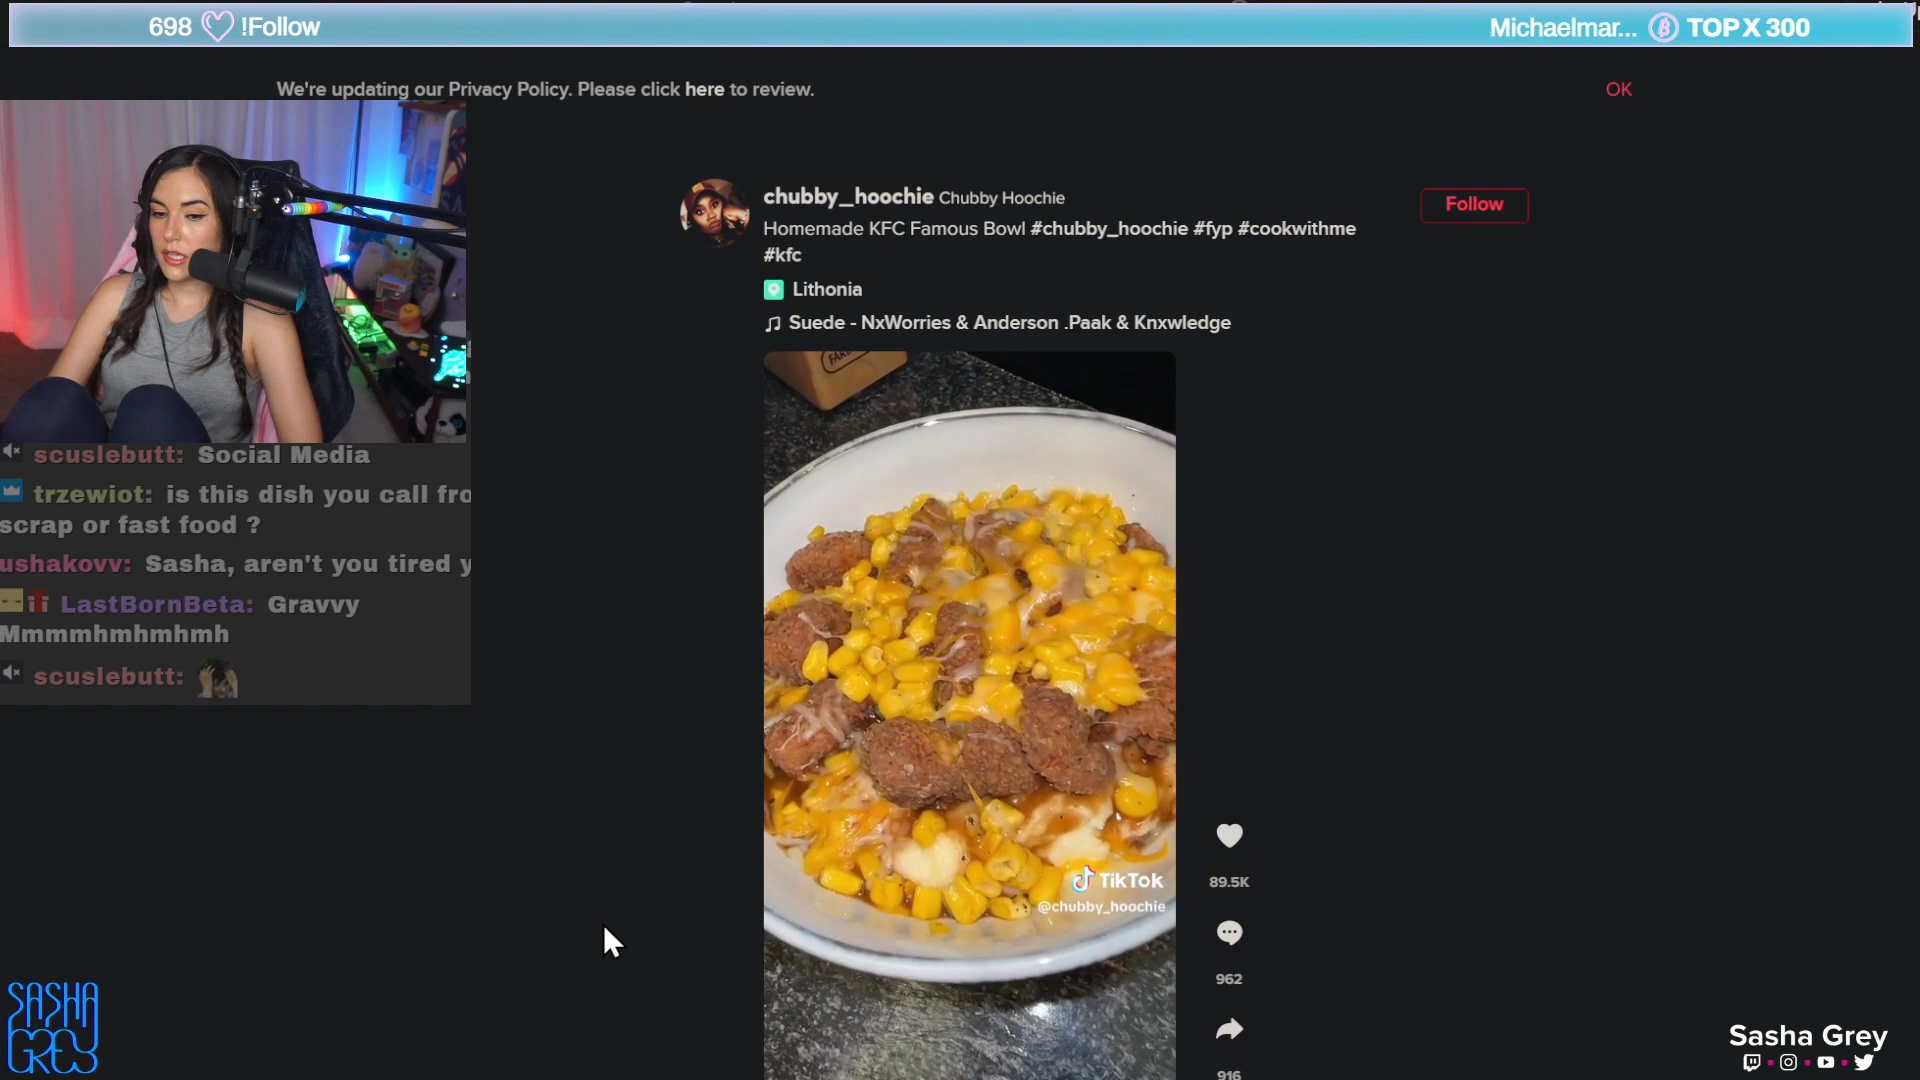 698 !Follow
Michaelmar... TOP X 300
We're updating our Privacy Policy. Please click here to review.
OK
chubby_hoochie Chubby Hoochie
Follow
Homemade KFC Famous Bowl #chubby_hoochie #fyp #cookwithme
#kfc
Lithonia
Suede - NxWorries & Anderson .Paak & Knxwledge
scuslebutt: Social Media
trzewiot: is this dish you call fro
scrap or fast food ?
ushakovv: Sasha, aren't you tired y
LastBornBeta: Gravvy
Mmmmhmhmhmh
scuslebutt:
TikTok
@chubby_hoochie
89.5K
962
916
SASHA
GREY
Sasha Grey